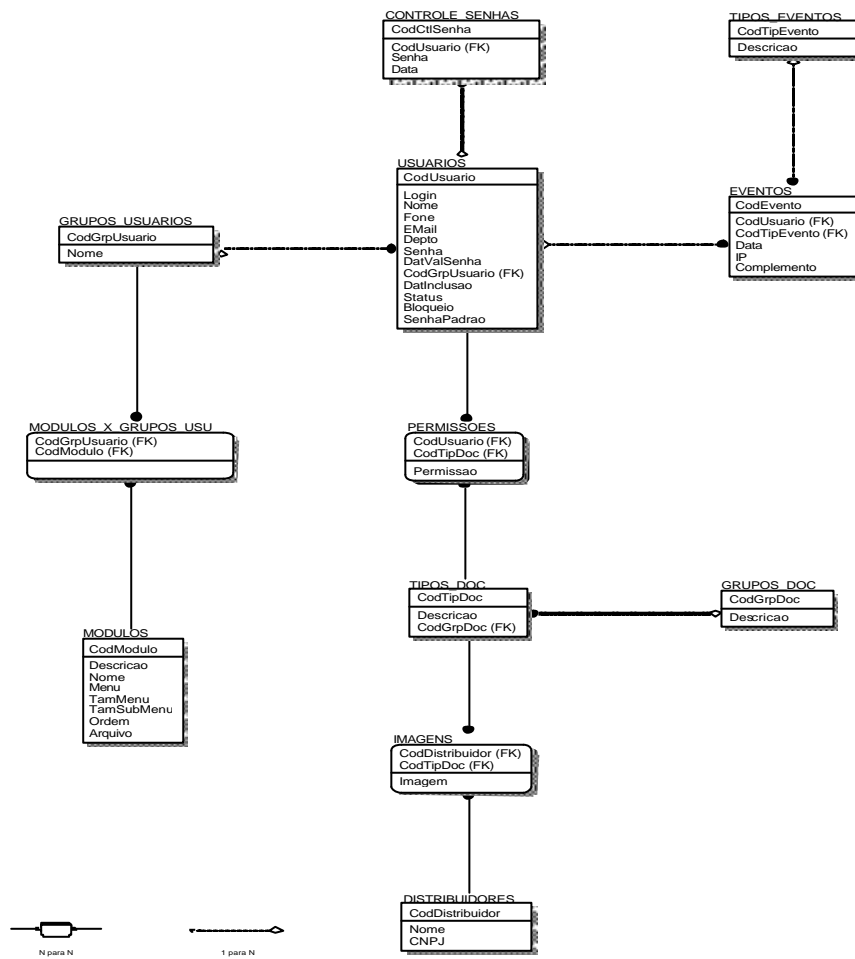 CONTROLE_SENHAS
CodCtlSenha
CodUsuario (FK)
Senha
Data
TIPOS_EVENTOS
CodTipEvento
Descricao
USUARIOS
CodUsuario
Login
Nome
Fone
EMail
Depto
Senha
DatValSenha
CodGrpUsuario (FK)
DatInclusao
Status
Bloqueio
SenhaPadrao
EVENTOS
CodEvento
CodUsuario (FK)
CodTipEvento (FK)
Data
IP
Complemento
GRUPOS_USUARIOS
CodGrpUsuario
Nome
MODULOS_X_GRUPOS_USU
CodGrpUsuario (FK)
CodModulo (FK)
PERMISSOES
CodUsuario (FK)
CodTipDoc (FK)
Permissao
TIPOS_DOC
CodTipDoc
Descricao
CodGrpDoc (FK)
GRUPOS_DOC
CodGrpDoc
Descricao
MODULOS
CodModulo
Descricao
Nome
Menu
TamMenu
TamSubMenu
Ordem
Arquivo
IMAGENS
CodDistribuidor (FK)
CodTipDoc (FK)
Imagem
DISTRIBUIDORES
CodDistribuidor
Nome
CNPJ
N para N
1 para N